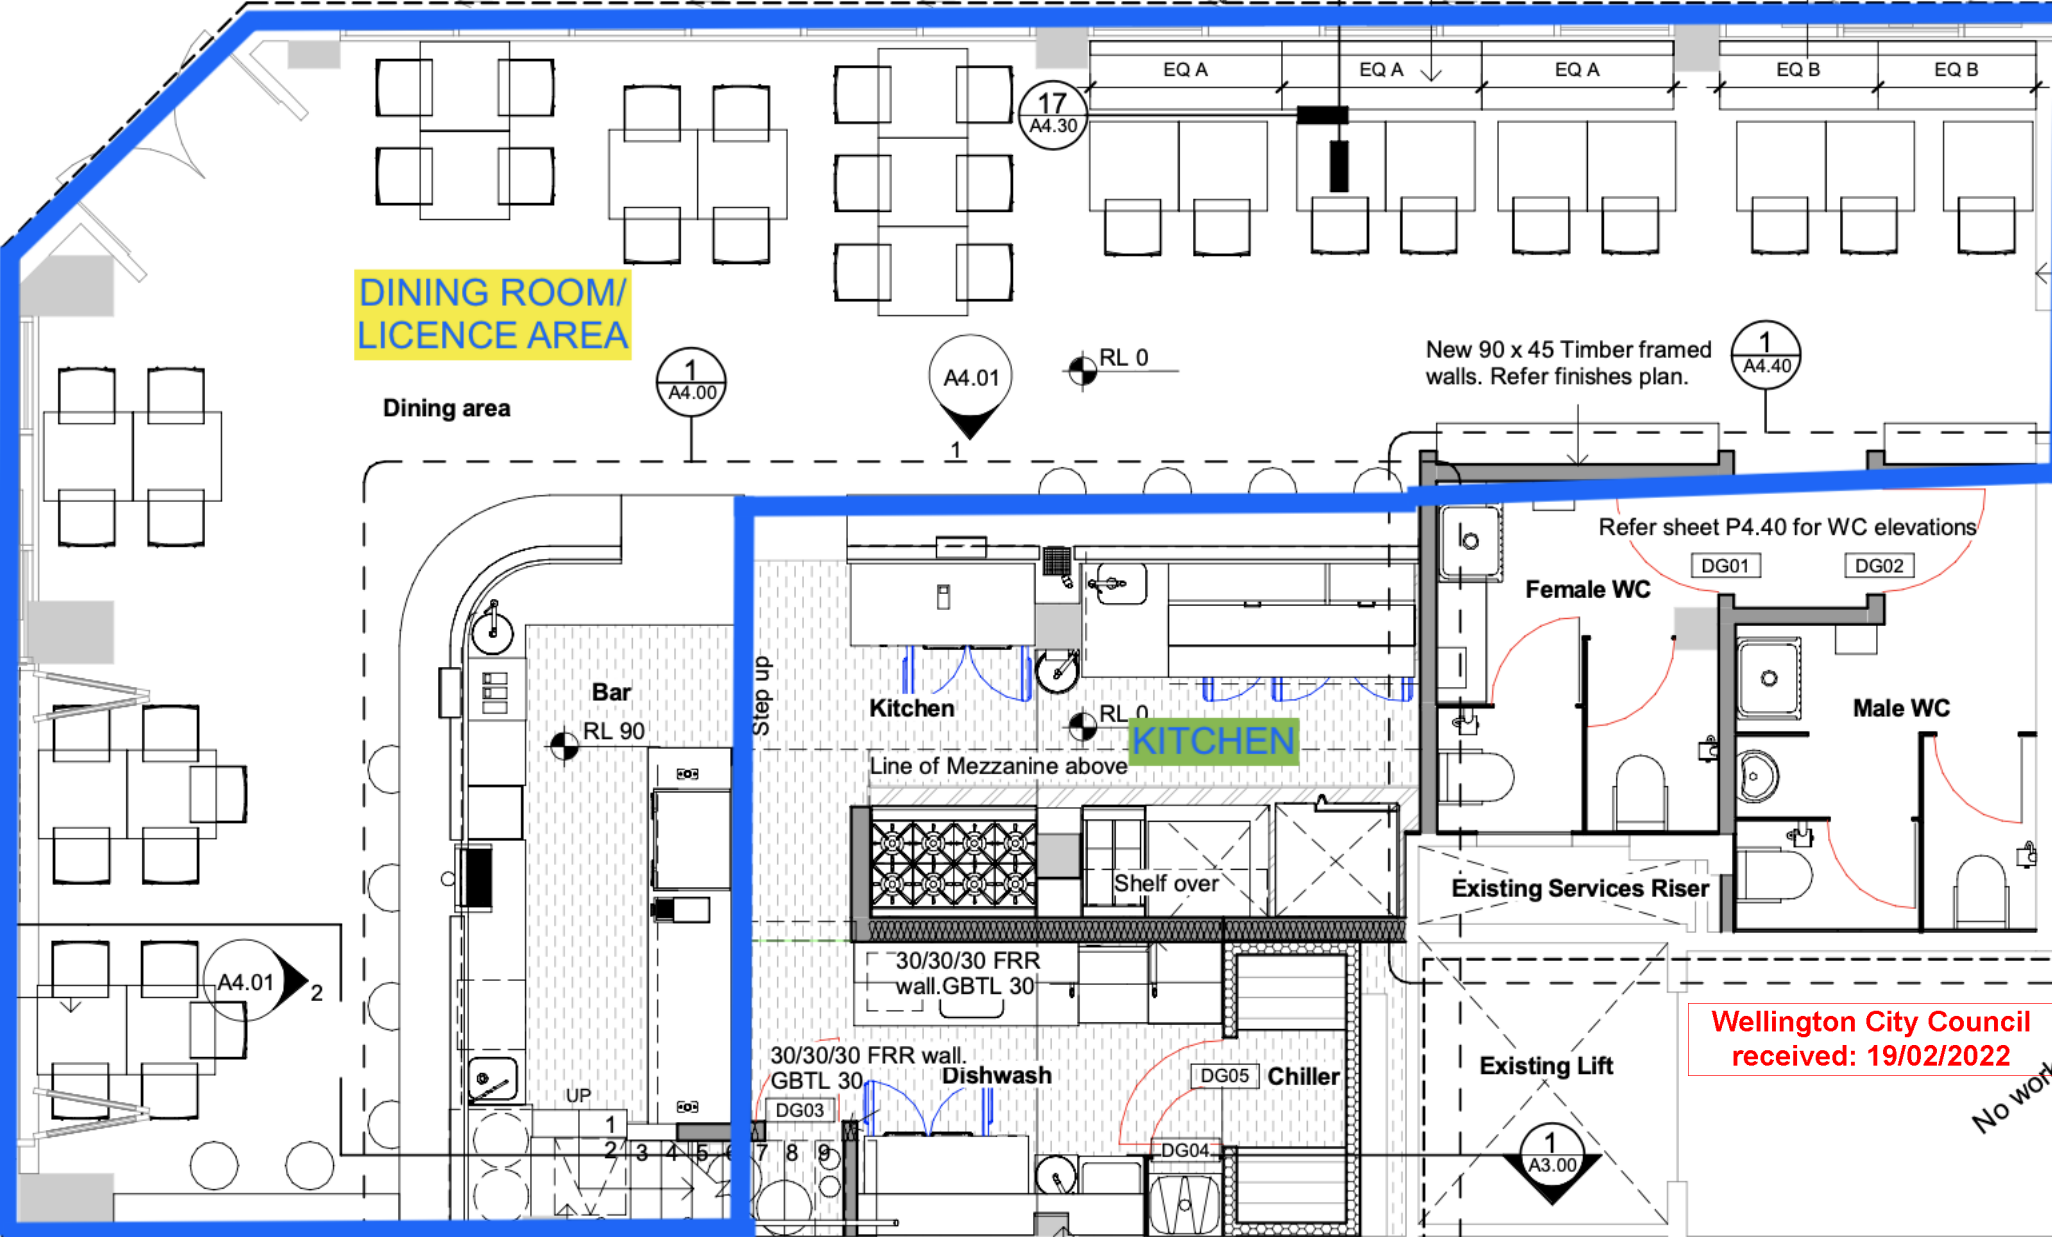 EQ A
EQ A
EQ A
EQ B
EQ B
17
A4.30
DINING ROOM/
LICENCE AREA
Dining area
1
A4.00
A4.01
1
RL 0
New 90 x 45 Timber framed
walls. Refer finishes plan.
1
A4.40
Refer sheet P4.40 for WC elevations
DG01
DG02
Female WC
Male WC
Bar
RL 90
Step up
Kitchen
RL 0
KITCHEN
Line of Mezzanine above
Shelf over
Existing Services Riser
A4.01
2
30/30/30 FRR
wall.GBTL 30
30/30/30 FRR wall.
GBTL 30
Dishwash
DG03
DG05
Chiller
DG04
Existing Lift
Wellington City Council
received: 19/02/2022
No work
UP
1
2 3 4 5 6 7 8 9
1
A3.00